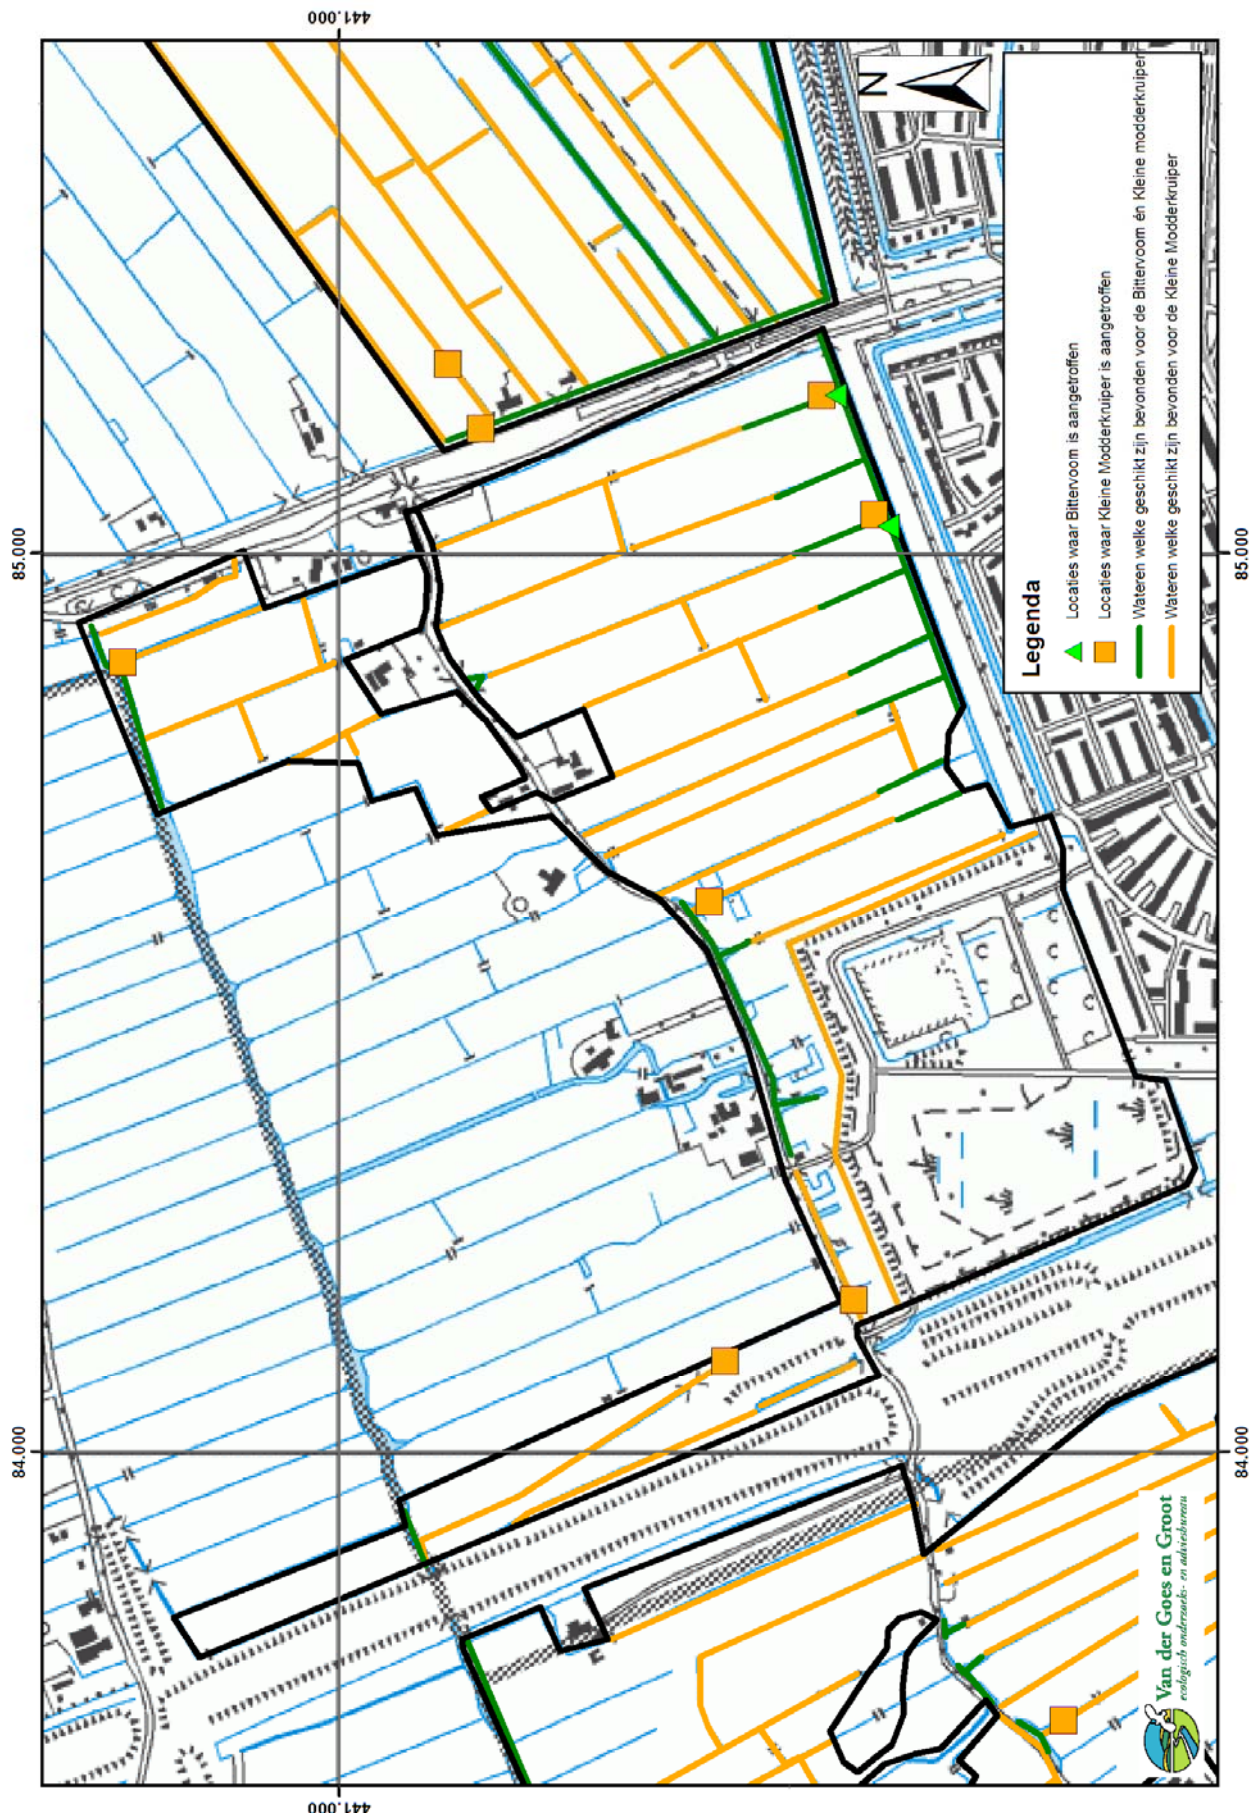 441.000
85.000
84.000
N
Legenda
Locaties waar Bittervoom is aangetroffen
Locaties waar Kleine Modderkruiper is aangetroffen
Wateren welke geschikt zijn bevonden voor de Bittervoom én Kleine modderkruiper
Wateren welke geschikt zijn bevonden voor de Kleine Modderkruiper
85.000
84.000
Van der Goes en Groot
ecologisch onderzoeks- en adviesbureau
441.000